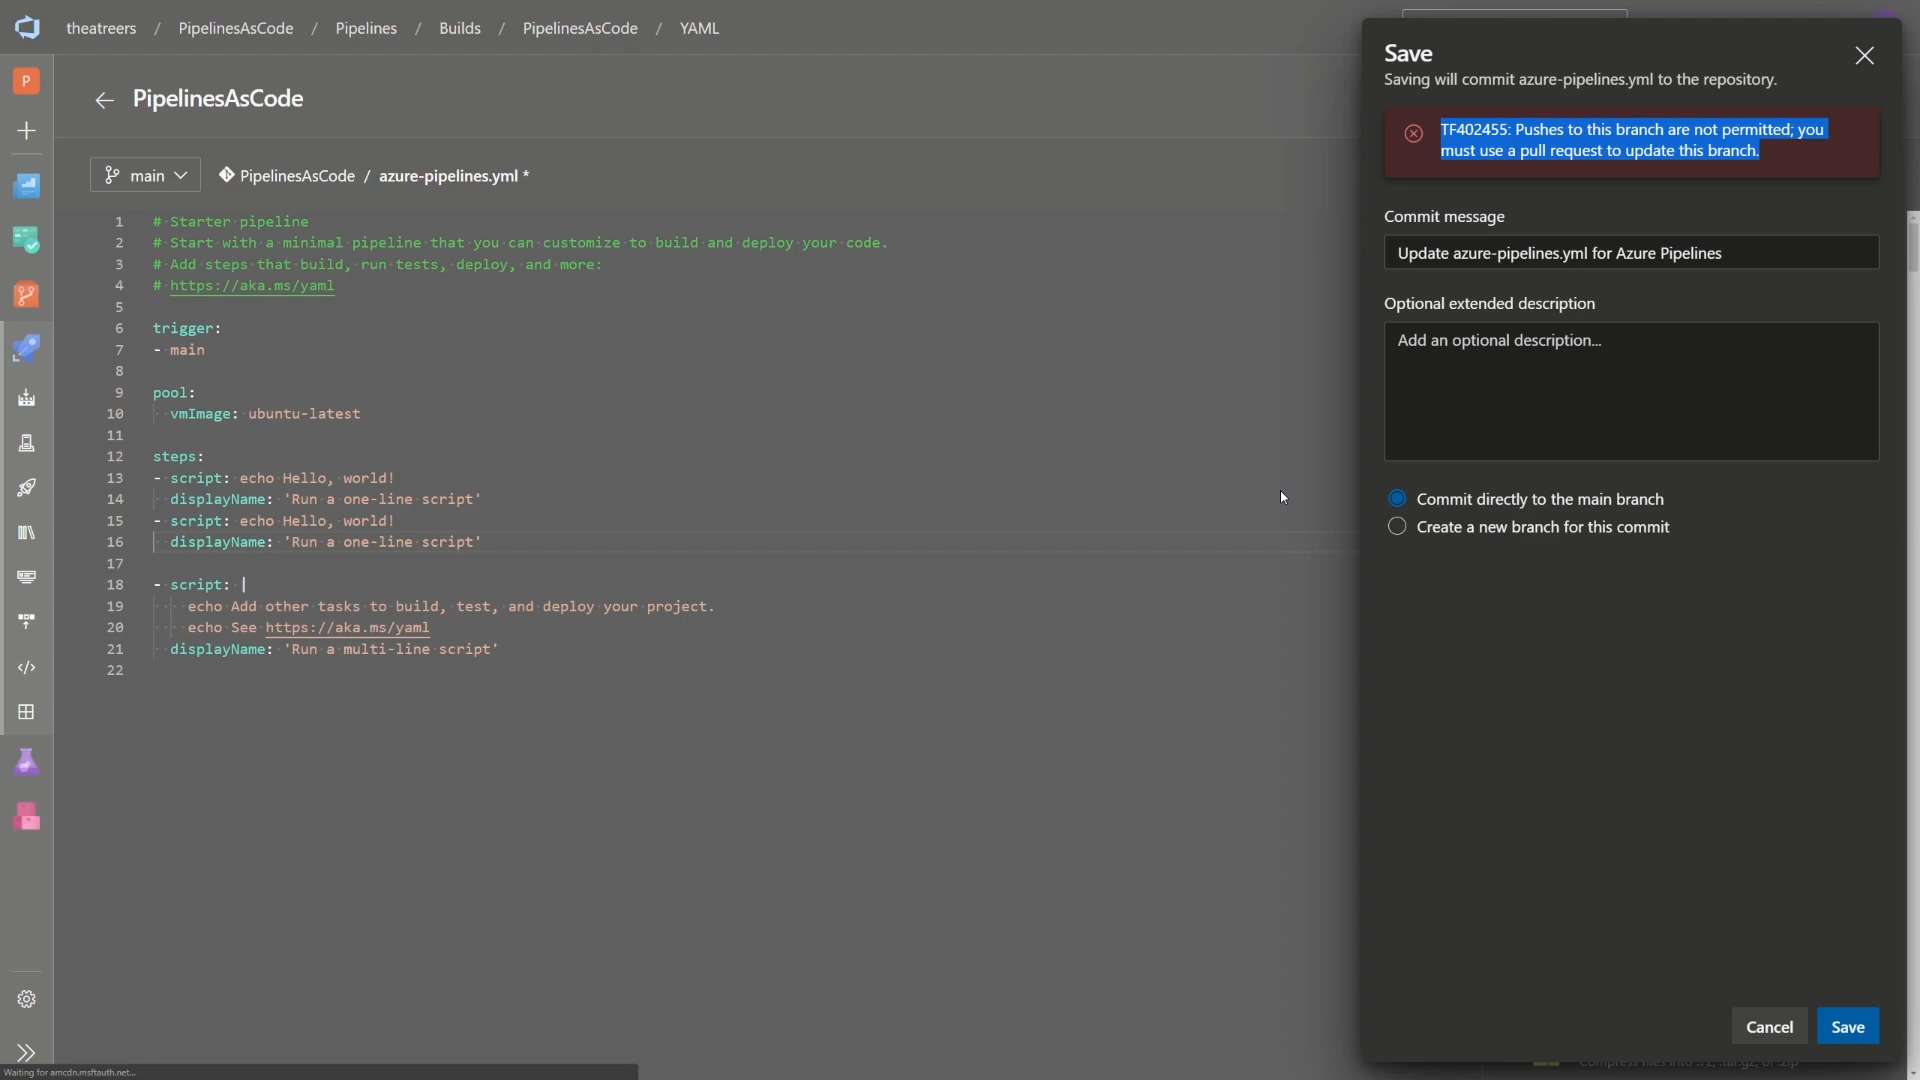 theatreers / PipelinesAsCode / Pipelines / Builds / PipelinesAsCode / YAML
P
PipelinesAsCode
main
PipelinesAsCode / azure-pipelines.yml *
1 # Starter pipeline
2 # Start with a minimal pipeline that you can customize to build and deploy your code.
3 # Add steps that build, run tests, deploy, and more:
4 # https://aka.ms/yaml
5
6 trigger:
7 - main
8
9 pool:
10 vmImage: ubuntu-latest
11
12 steps:
13 - script: echo Hello, world!
14 displayName: 'Run a one-line script'
15 - script: echo Hello, world!
16 displayName: 'Run a one-line script'
17
18 - script: |
19 echo Add other tasks to build, test, and deploy your project.
20 echo See https://aka.ms/yaml
21 displayName: 'Run a multi-line script'
22
Waiting for amcdn.msftauth.net...
Save
Saving will commit azure-pipelines.yml to the repository.
TF402455: Pushes to this branch are not permitted; you
must use a pull request to update this branch.
Commit message
Update azure-pipelines.yml for Azure Pipelines
Optional extended description
Add an optional description...
Commit directly to the main branch
Create a new branch for this commit
Cancel
Save